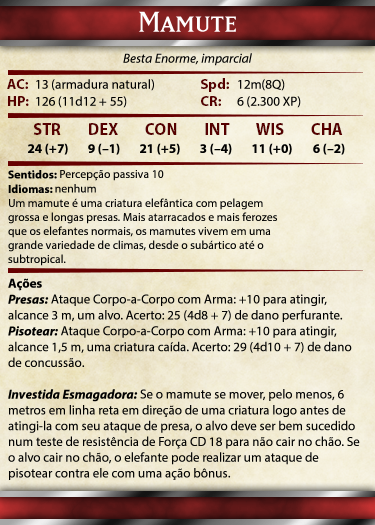 MAMUTE
Besta Enorme, imparcial
AC: 13 (armadura natural) Spd: 12m(8Q)
HP: 126 (11d12 + 55) CR: 6 (2.300 XP)
STR DEX CON INT WIS CHA
24 (+7) 9 (–1) 21 (+5) 3 (–4) 11 (+0) 6 (–2)
Sentidos: Percepção passiva 10
Idiomas: nenhum
Um mamute é uma criatura elefântica com pelagem
grossa e longas presas. Mais atarracados e mais ferozes
que os elefantes normais, os mamutes vivem em uma
grande variedade de climas, desde o subártico até o
subtropical.
Ações
Presas: Ataque Corpo-a-Corpo com Arma: +10 para atingir,
alcance 3 m, um alvo. Acerto: 25 (4d8 + 7) de dano perfurante.
Pisotear: Ataque Corpo-a-Corpo com Arma: +10 para atingir,
alcance 1,5 m, uma criatura caída. Acerto: 29 (4d10 + 7) de dano
de concussão.
Investida Esmagadora: Se o mamute se mover, pelo menos, 6
metros em linha reta em direção de uma criatura logo antes de
atingi-la com seu ataque de presa, o alvo deve ser bem sucedido
num teste de resistência de Força CD 18 para não cair no chão. Se
o alvo cair no chão, o elefante pode realizar um ataque de
pisotear contra ele com uma ação bônus.